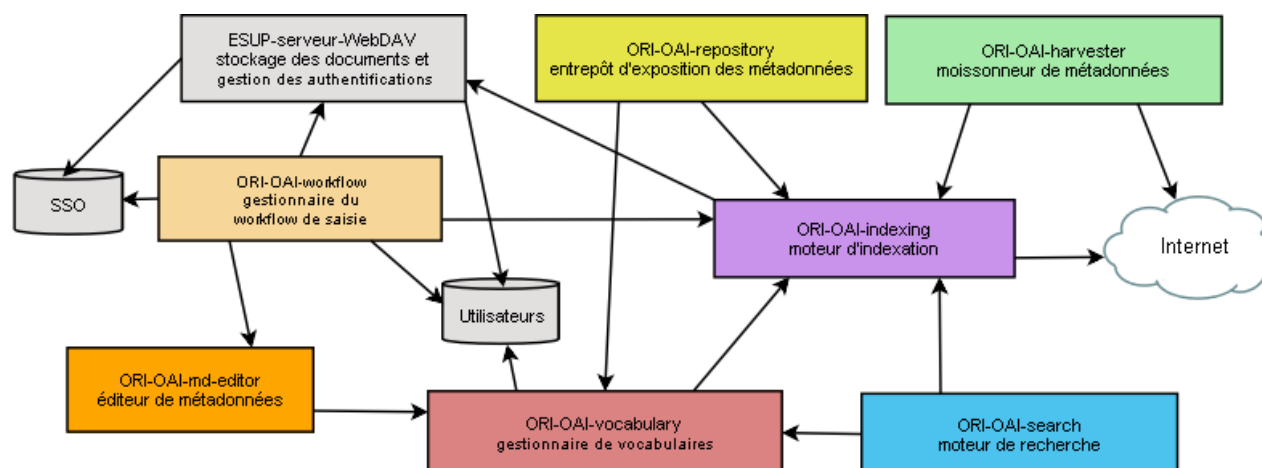 ESUP-serveur-WebDAV
stockage des documents et
gestion des authentifications
ORI-OAI-repository
entrepôt d'exposition des métadonnées
ORI-OAI-harvester
moissonneur de métadonnées
SSO
ORI-OAI-workflow
gestionnaire du
workflow de saisie
ORI-OAI-indexing
moteur d'indexation
Internet
Utilisateurs
ORI-OAI-md-editor
éditeur de métadonnées
ORI-OAI-vocabulary
gestionnaire de vocabulaires
ORI-OAI-search
moteur de recherche